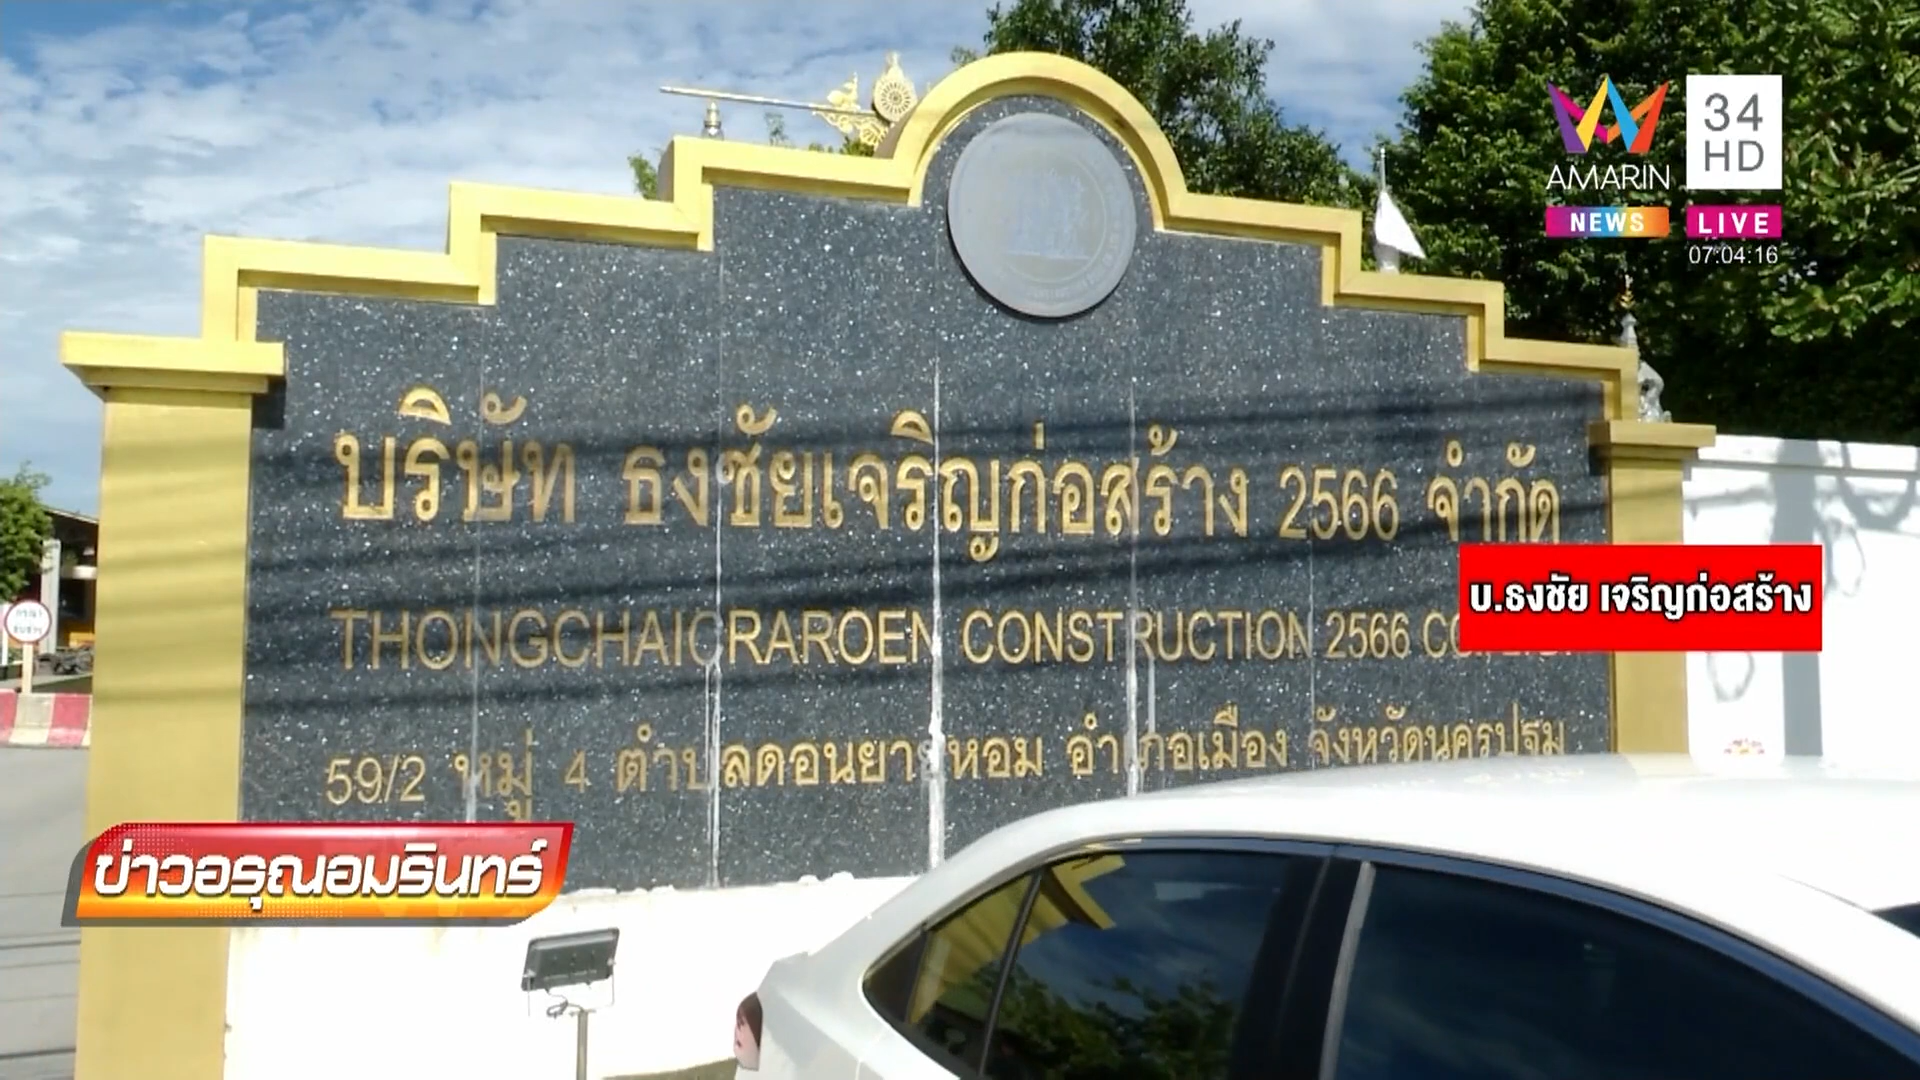 34
HD
AMARIN
NEWS
LIVE
07:04:16
บริษัท ธงชัยเจริญก่อสร้าง 2566 จำกัด
บ.ธงชัย เจริญก่อสร้าง
THONGCHAICRAROEN CONSTRUCTION 2566
59/2 หมู่ 4 ตำบลดอนยายหอม อำเภอเมือง จังหวัดนครปฐม
ข่าวอรุณอมรินทร์